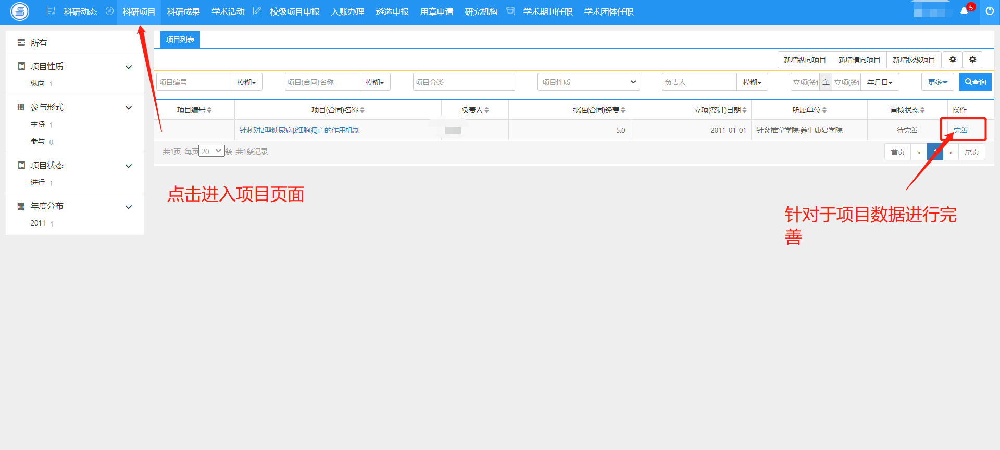 科研动态 科研项目 科研成果 学术活动 校级项目申报 入账办理 遴选申报 用章申请 研究机构 学术期刊任职 学术团体任职 5
所有
项目性质
纵向 1
参与形式
主持 1
参与 0
项目状态
进行 1
年度分布
2011 1
项目列表
新增纵向项目 新增横向项目 新增校级项目
项目编号 模糊 项目(合同)名称 模糊 项目分类 项目性质 负责人 模糊 立项(签 至 立项(签 年月日 更多 查询
项目编号 项目(合同)名称 负责人 批准(合同)经费 立项(签订)日期 所属单位 审核状态 操作
针刺对2型糖尿病β细胞凋亡的作用机制 5.0 2011-01-01 针灸推拿学院·养生康复学院 待完善 完善
共1页 每页 20 条 共1条记录 首页 « 1 » 尾页
点击进入项目页面
针对于项目数据进行完
善